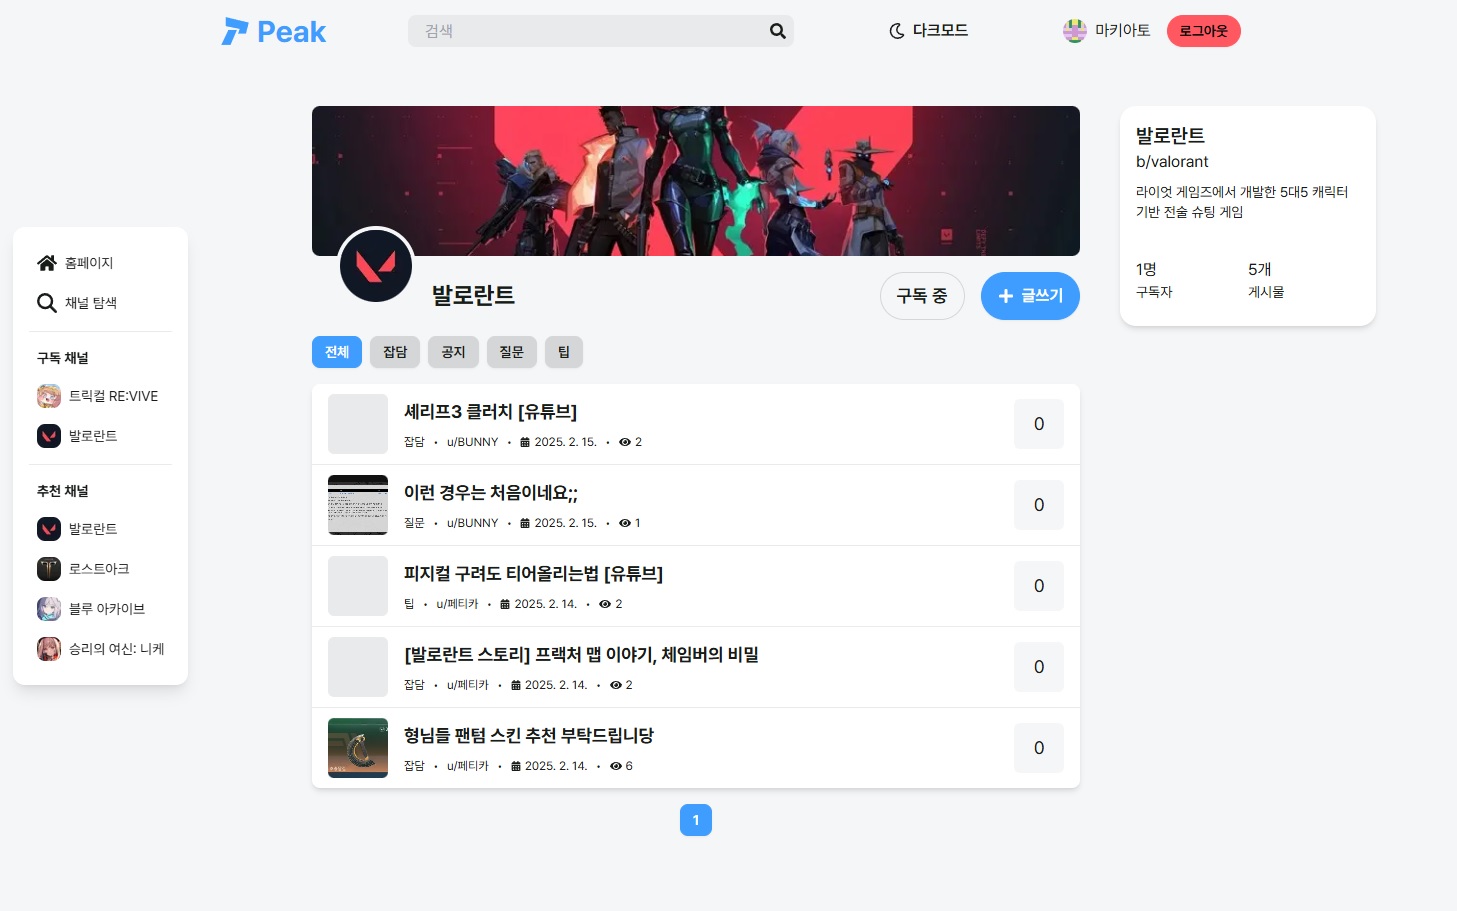 Peak
검색
다크모드
마키아토
로그아웃
홈페이지
채널 탐색
구독 채널
트릭컬 RE:VIVE
발로란트
추천 채널
발로란트
로스트아크
블루 아카이브
승리의 여신: 니케
발로란트
구독 중
글쓰기
전체
잡담
공지
질문
팁
셰리프3 클러치 [유튜브]
잡담 • u/BUNNY • 2025. 2. 15. • 2
0
이런 경우는 처음이네요;;
질문 • u/BUNNY • 2025. 2. 15. • 1
0
피지컬 구려도 티어올리는법 [유튜브]
팁 • u/페티카 • 2025. 2. 14. • 2
0
[발로란트 스토리] 프랙처 맵 이야기, 체임버의 비밀
잡담 • u/페티카 • 2025. 2. 14. • 2
0
형님들 팬텀 스킨 추천 부탁드립니당
잡담 • u/페티카 • 2025. 2. 14. • 6
0
1
발로란트
b/valorant
라이엇 게임즈에서 개발한 5대5 캐릭터
기반 전술 슈팅 게임
1명
구독자
5개
게시물